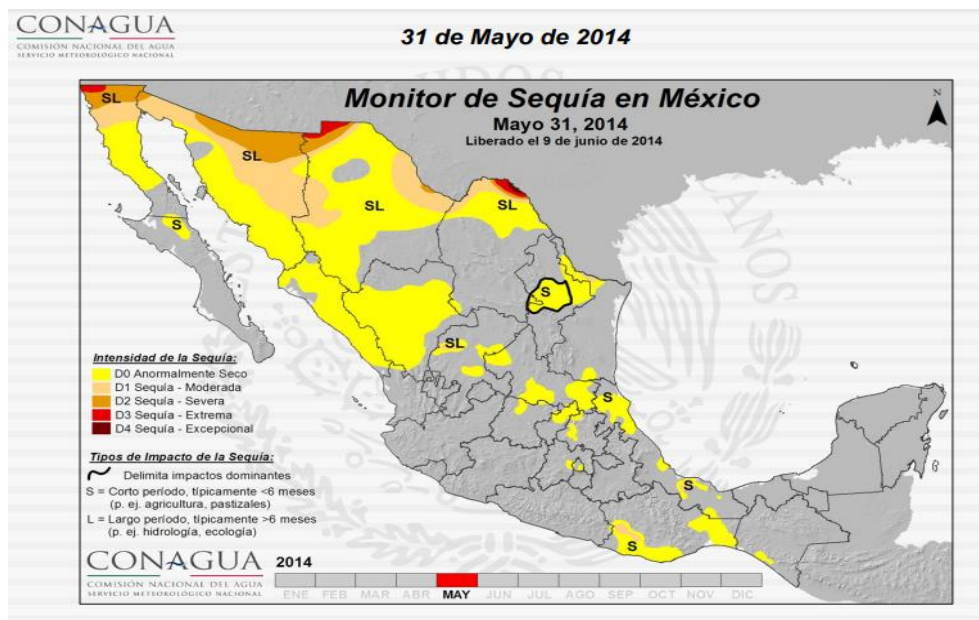 CONAGUA
COMISIÓN NACIONAL DEL AGUA
SERVICIO METEOROLÓGICO NACIONAL
31 de Mayo de 2014
Monitor de Sequía en México
Mayo 31, 2014
Liberado el 9 de junio de 2014
N
SL
SL
SL
SL
S
S
SL
S
S
S
Intensidad de la Sequía:
D0 Anormalmente Seco
D1 Sequía - Moderada
D2 Sequía - Severa
D3 Sequía - Extrema
D4 Sequía - Excepcional
Tipos de Impacto de la Sequía:
Delimita impactos dominantes
S = Corto período, típicamente <6 meses
(p. ej. agricultura, pastizales)
L = Largo período, típicamente >6 meses
(p. ej. hidrología, ecología)
CONAGUA
COMISIÓN NACIONAL DEL AGUA
SERVICIO METEOROLÓGICO NACIONAL
2014
ENE FEB MAR ABR MAY JUN JUL AGO SEP OCT NOV DIC